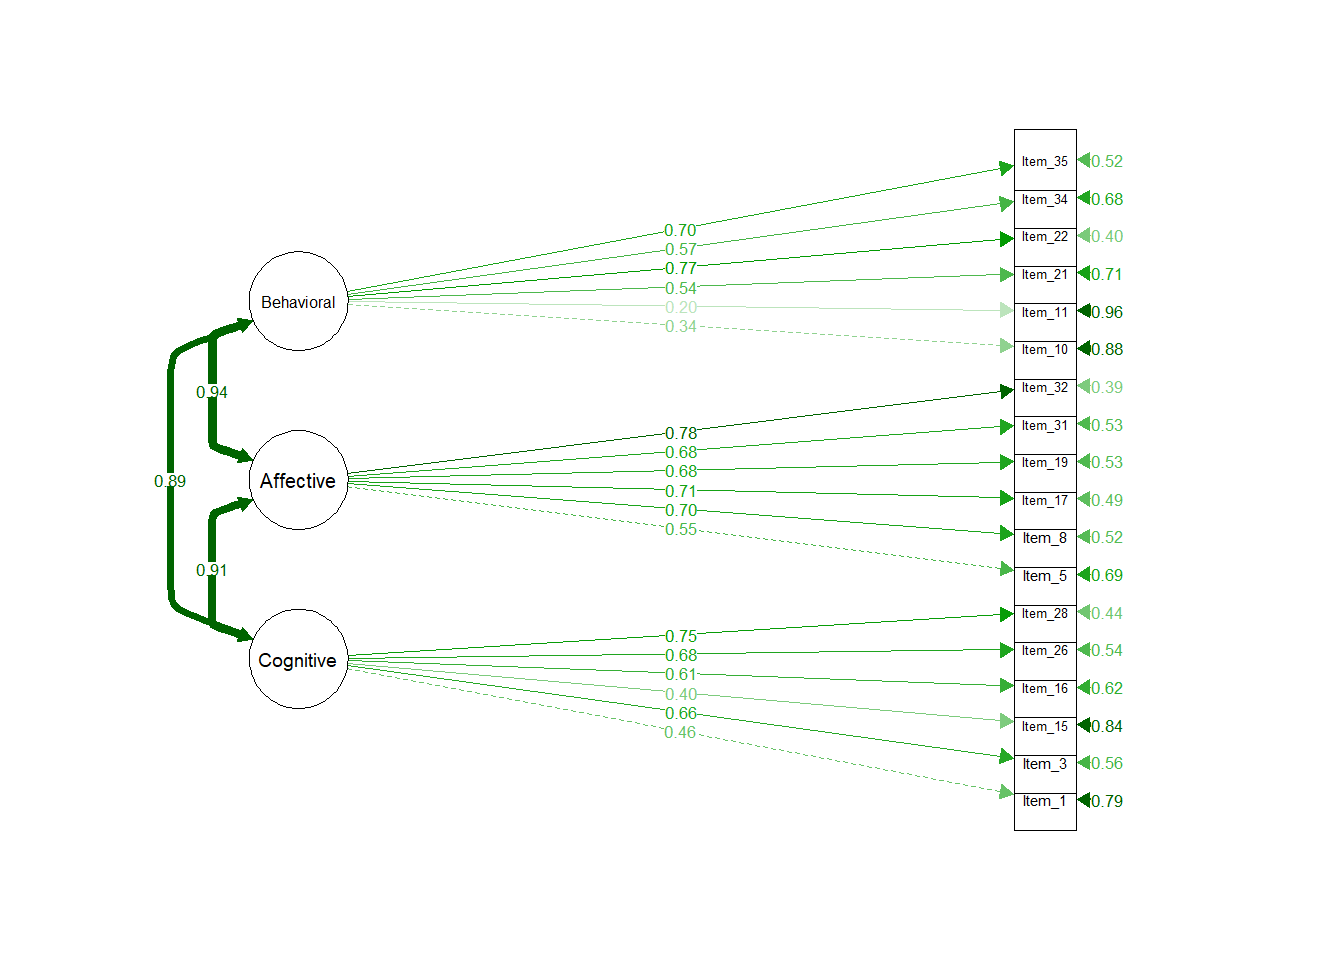 Item_35
0.52
Item_34
0.68
0.70
Item_22
0.40
0.57
0.77
Item_21
0.71
0.54
Behavioral
0.20
Item_11
0.96
0.34
Item_10
0.88
0.94
Item_32
0.39
0.78
Item_31
0.53
0.68
Item_19
0.53
0.68
0.89
Affective
0.71
Item_17
0.49
0.70
0.55
Item_8
0.52
0.91
Item_5
0.69
Item_28
0.44
0.75
Item_26
0.54
0.68
Cognitive
0.61
Item_16
0.62
0.40
0.66
Item_15
0.84
0.46
Item_3
0.56
Item_1
0.79